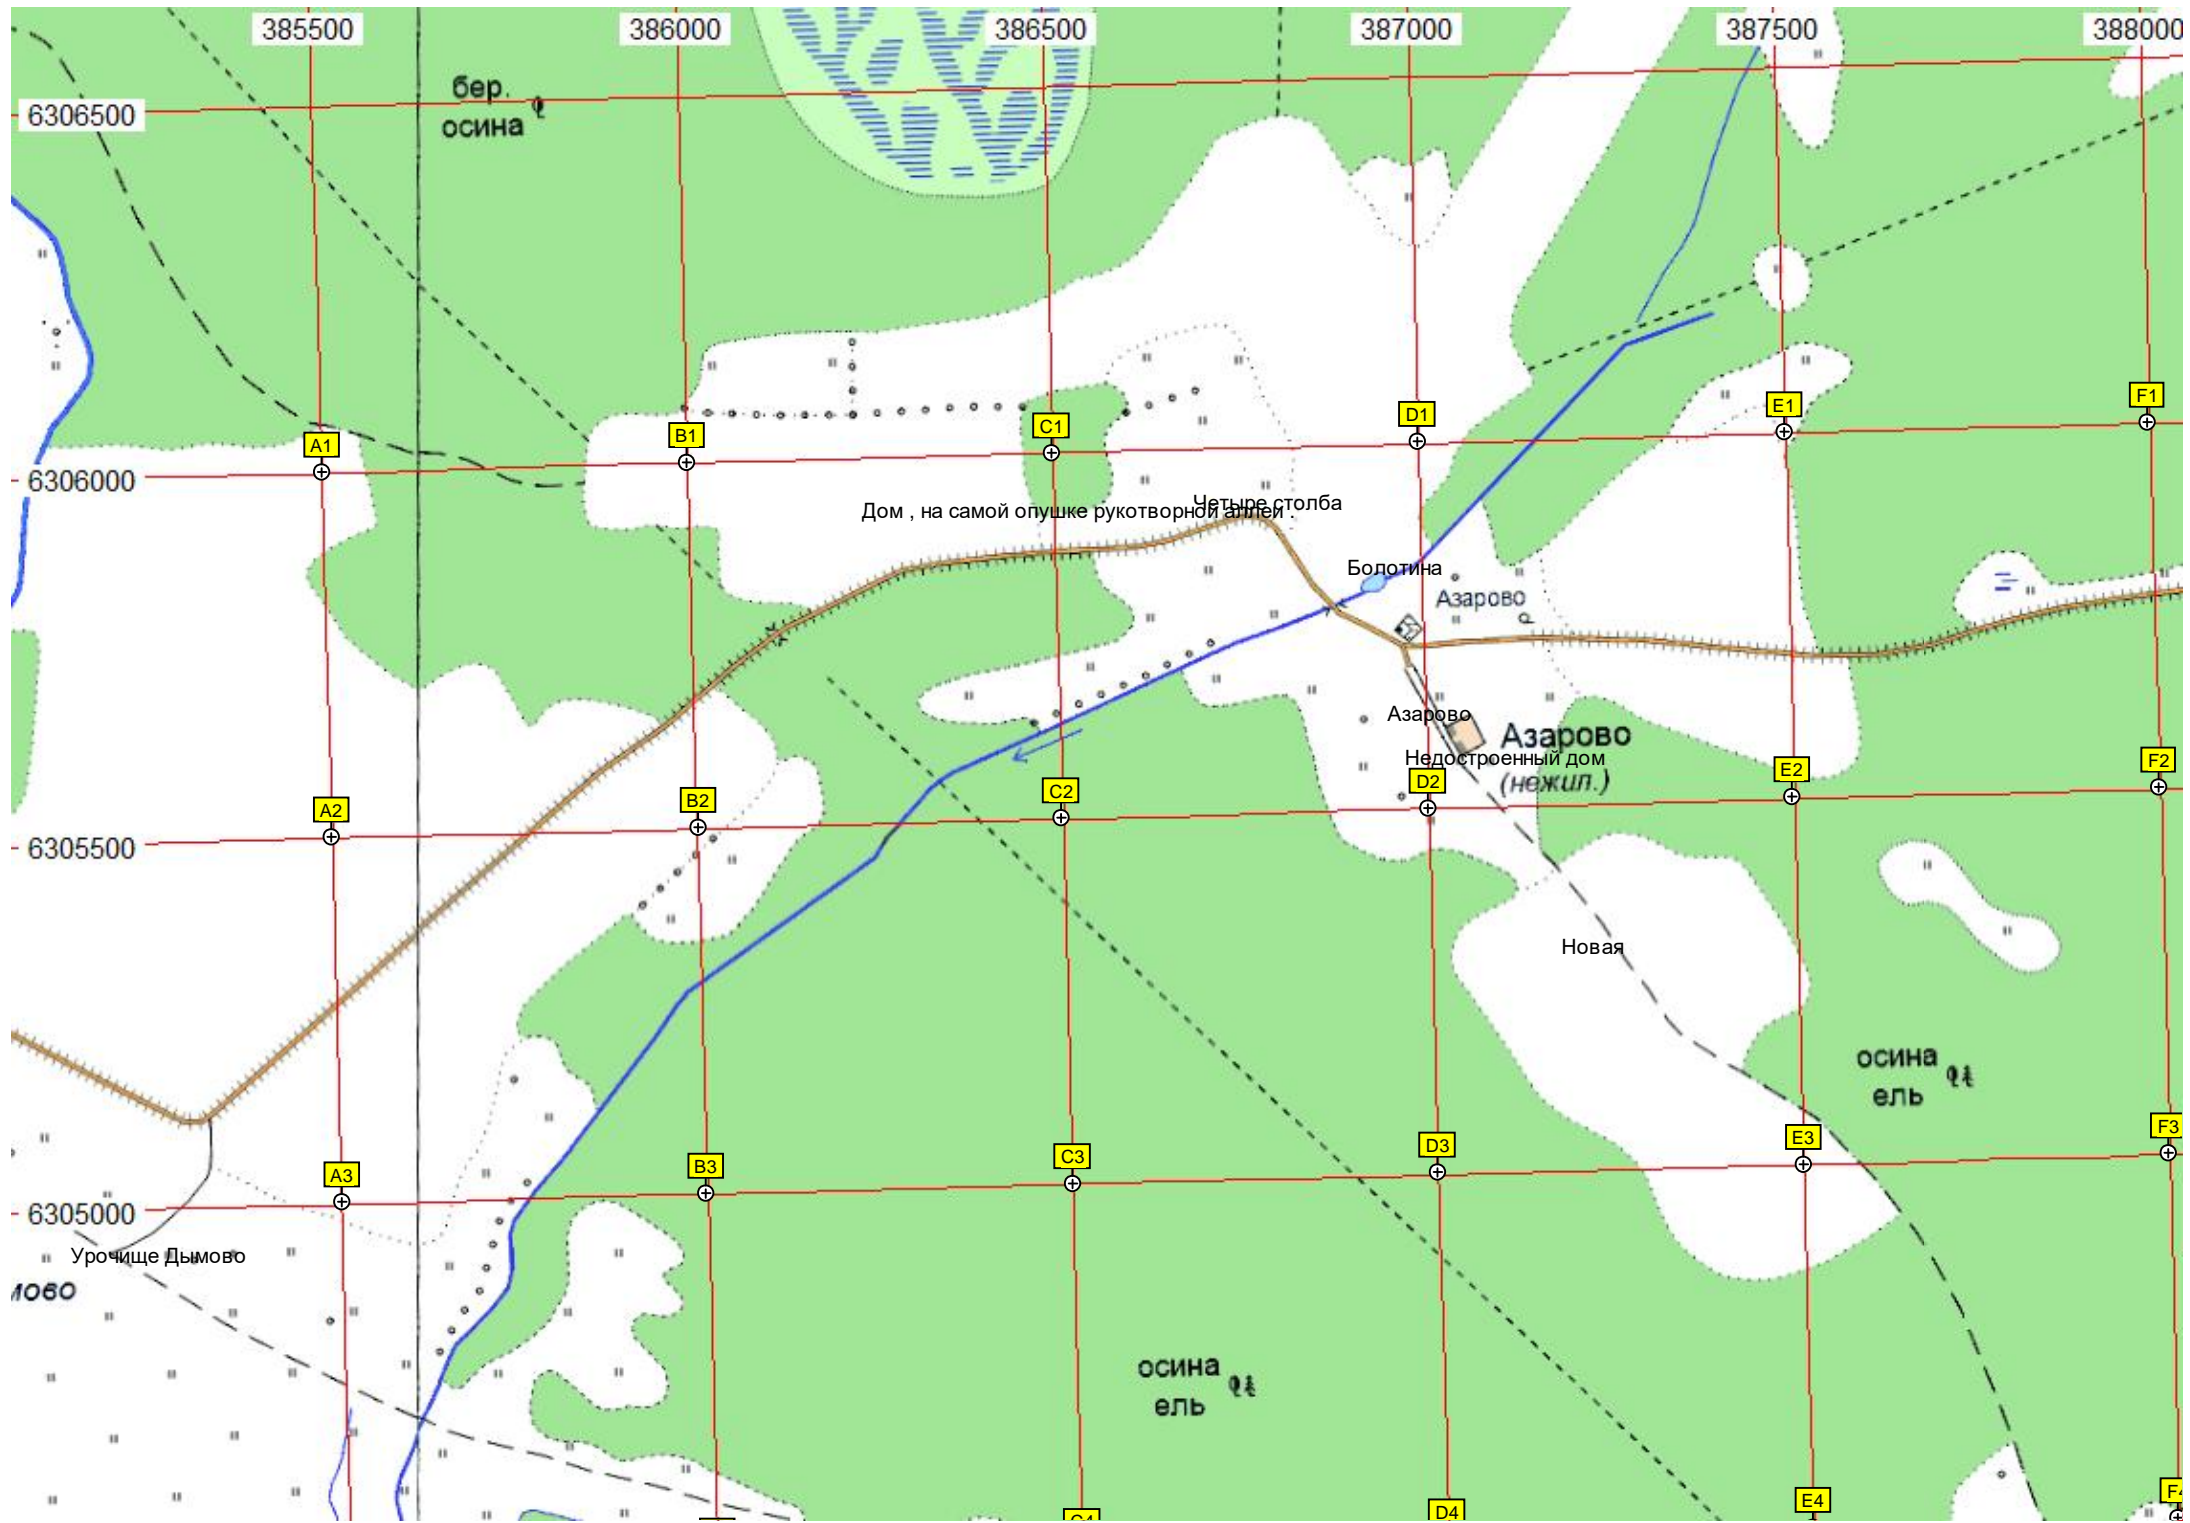 385500 386000 386500 387000 387500 388000
бер.
осина
6306500
F1
E1
D1
C1
B1
A1
6306000
Четыре столба
Дом , на самой опушке рукотворной аллеи .
Болотина
Азарово
Азарово
Азарово
Недостроенный дом
(нежил.)
F2
E2
D2
C2
B2
A2
6305500
Новая
осина
ель
F3
E3
D3
C3
B3
A3
6305000
Урочище Дымово
мово
осина
ель
F4
E4
D4
C4